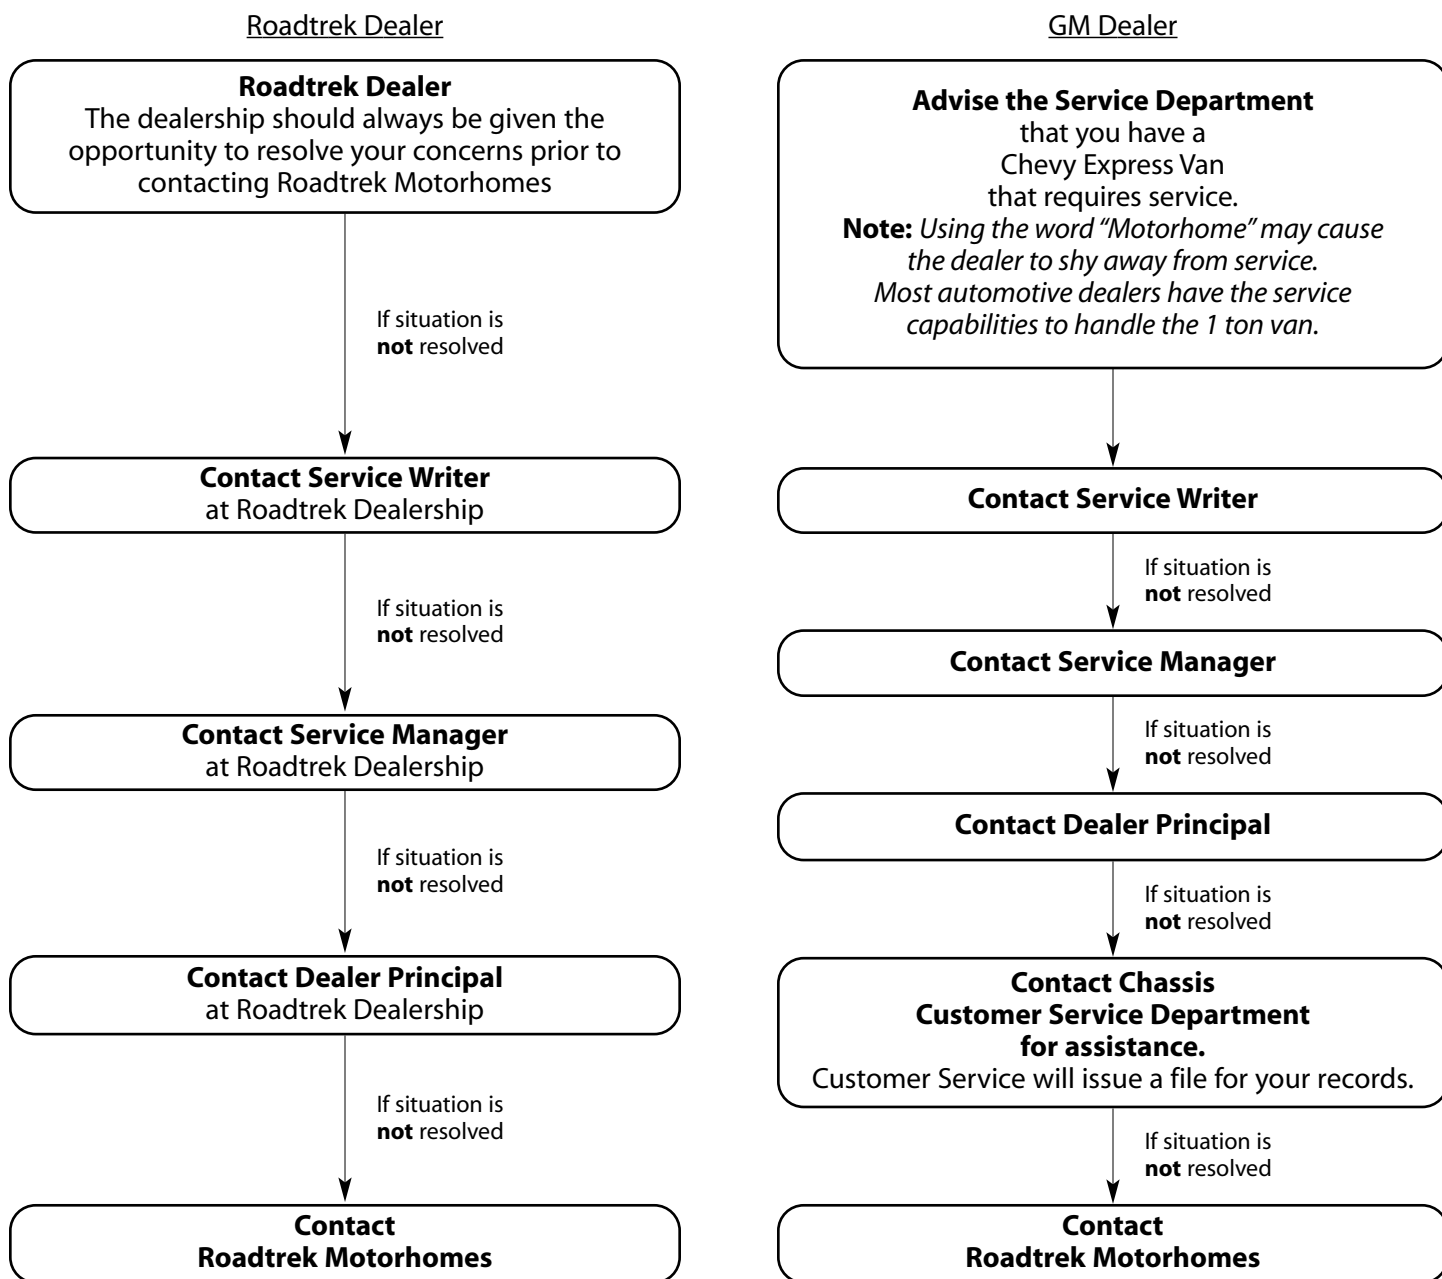 Roadtrek Dealer
Roadtrek Dealer
The dealership should always be given the
opportunity to resolve your concerns prior to
contacting Roadtrek Motorhomes
If situation is
not resolved
Contact Service Writer
at Roadtrek Dealership
If situation is
not resolved
Contact Service Manager
at Roadtrek Dealership
If situation is
not resolved
Contact Dealer Principal
at Roadtrek Dealership
If situation is
not resolved
Contact
Roadtrek Motorhomes
GM Dealer
Advise the Service Department
that you have a
Chevy Express Van
that requires service.
Note: Using the word “Motorhome” may cause
the dealer to shy away from service.
Most automotive dealers have the service
capabilities to handle the 1 ton van.
Contact Service Writer
If situation is
not resolved
Contact Service Manager
If situation is
not resolved
Contact Dealer Principal
If situation is
not resolved
Contact Chassis
Customer Service Department
for assistance.
Customer Service will issue a file for your records.
If situation is
not resolved
Contact
Roadtrek Motorhomes